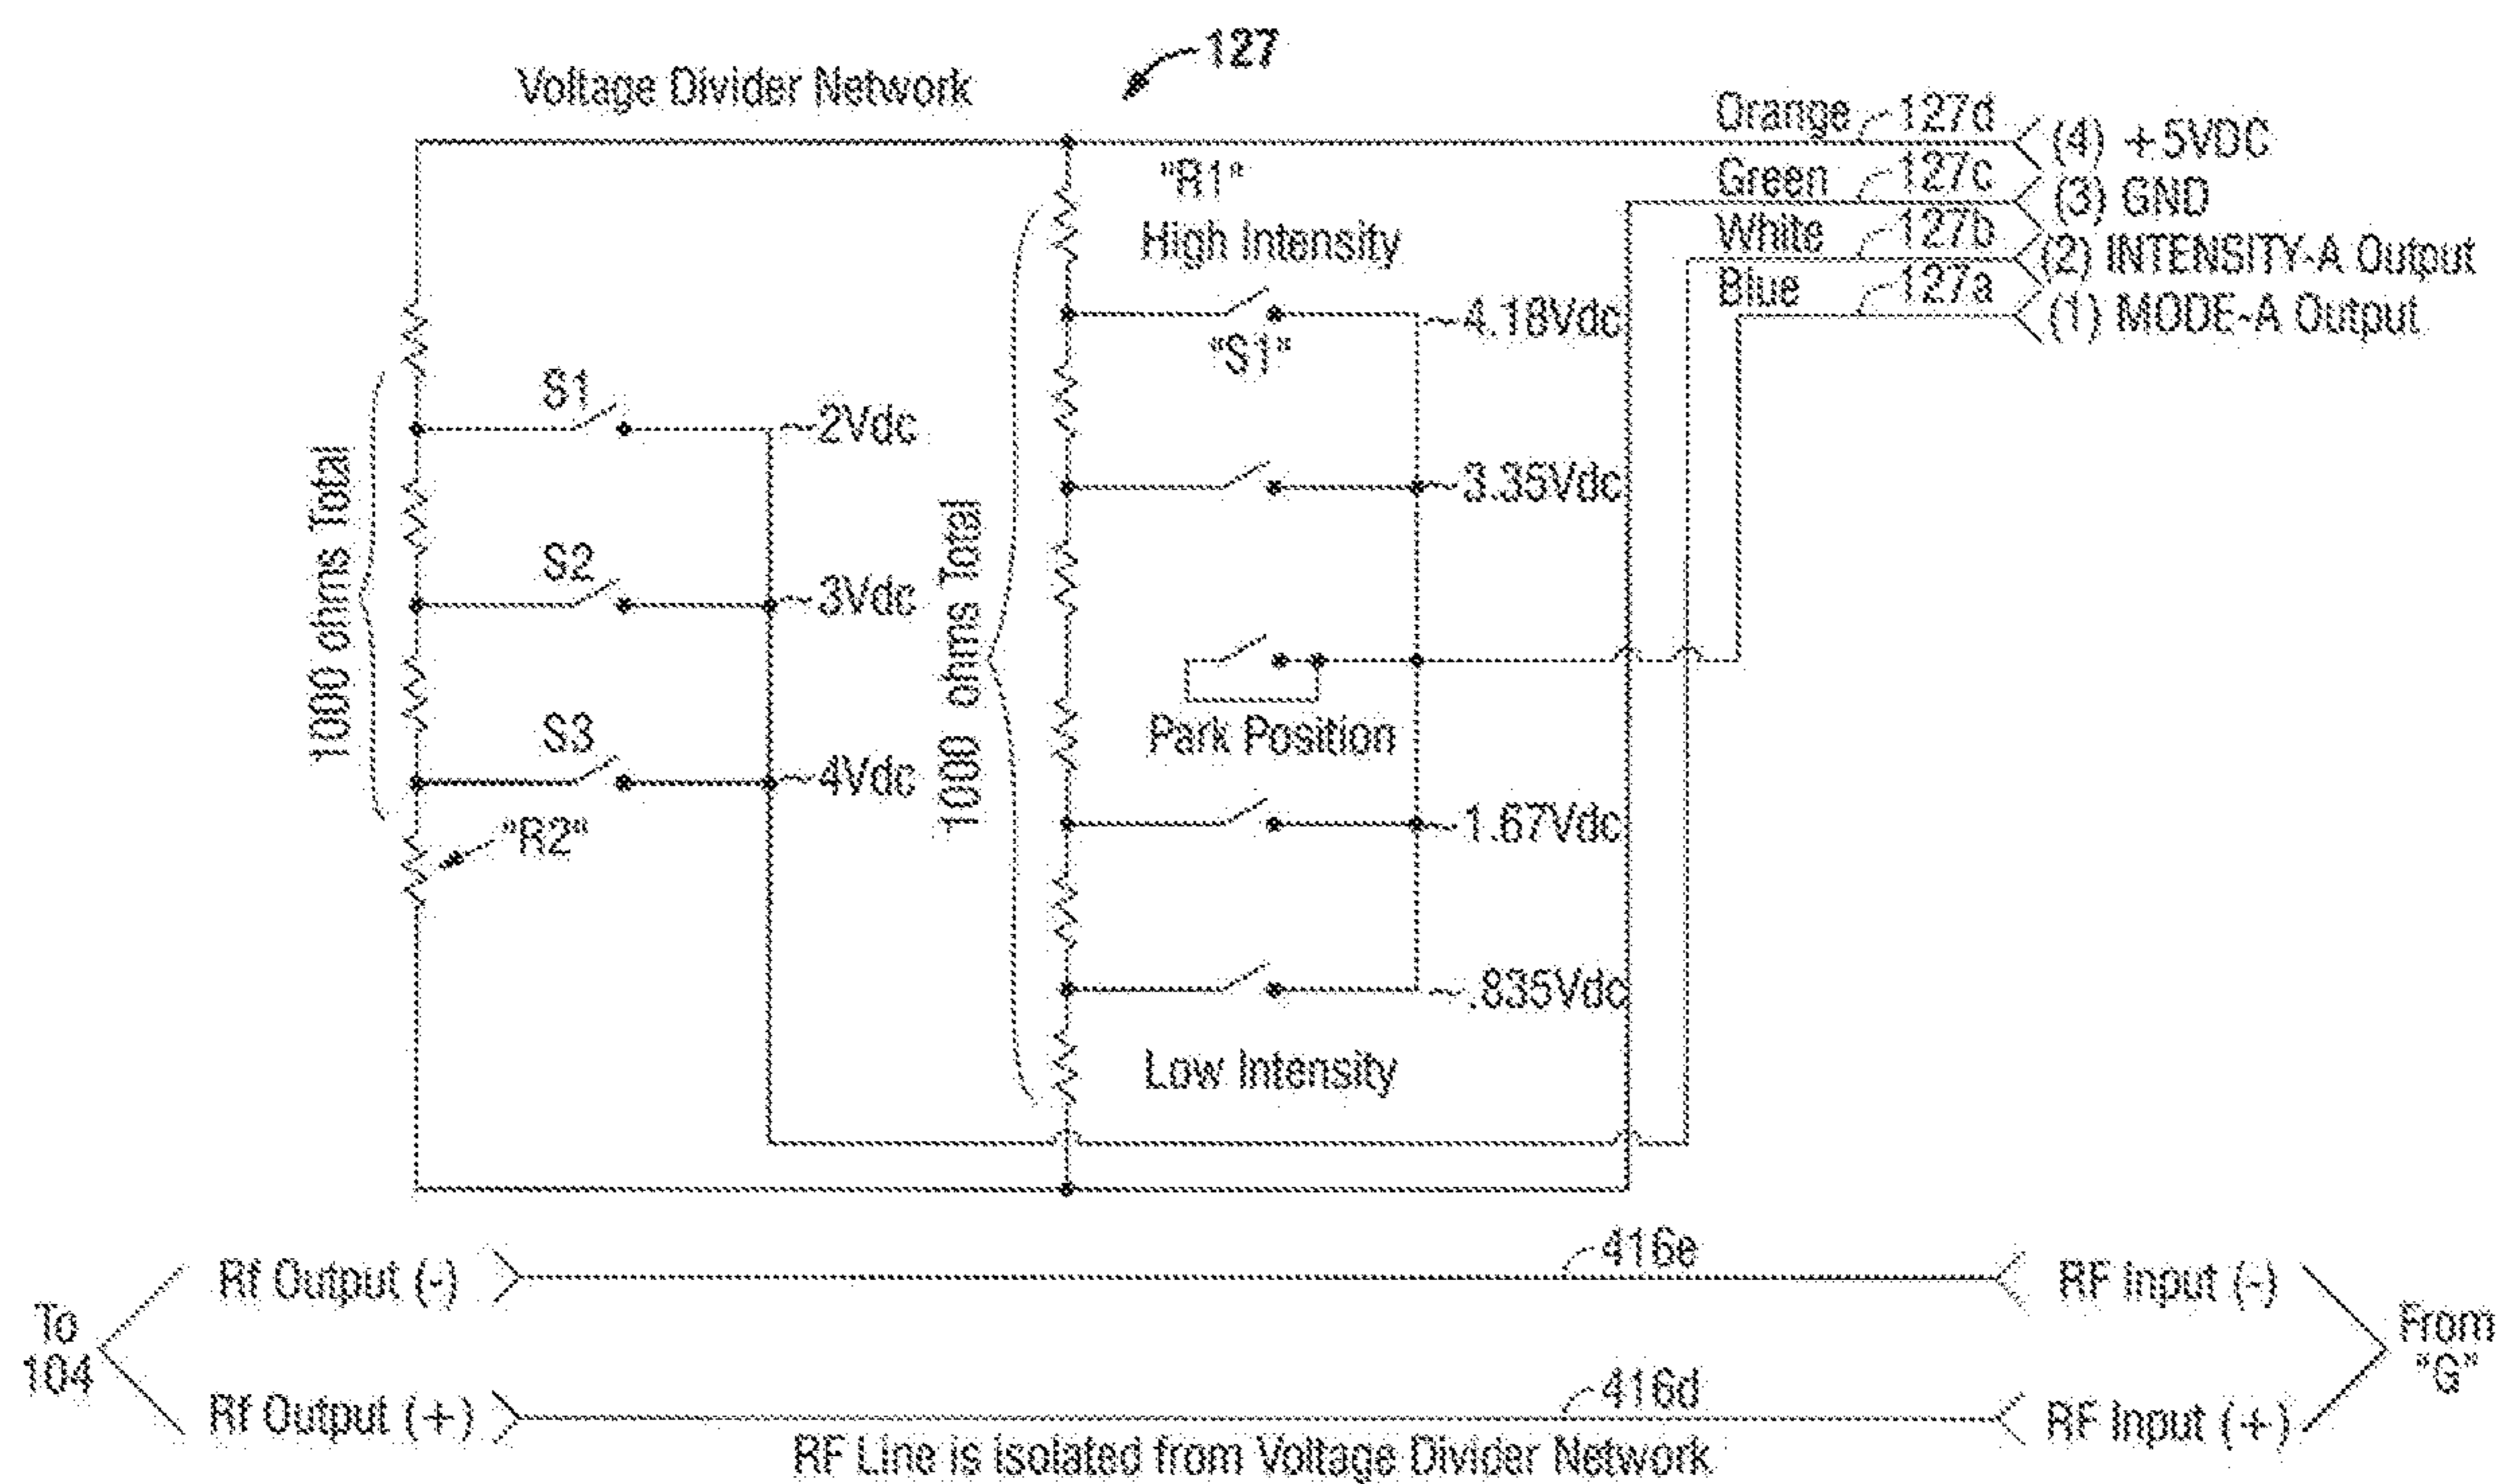 127
Voltage Divider Network
Orange 127d (4) +5VDC
"R1"
Green 127c (3) GND
High Intensity
White 127b (2) INTENSITY-A Output
Blue 127a (1) MODE-A Output
4.18Vdc
"S1"
S1
2Vdc
3.35Vdc
1000 ohms Total
1000 ohms Total
S2
3Vdc
Park Position
S3
4Vdc
"R2"
1.67Vdc
.835Vdc
Low Intensity
416e
Rf Output (-)
RF Input (-)
To
104
From
"G"
416d
Rf Output (+)
RF Input (+)
RF Line is isolated from Voltage Divider Network